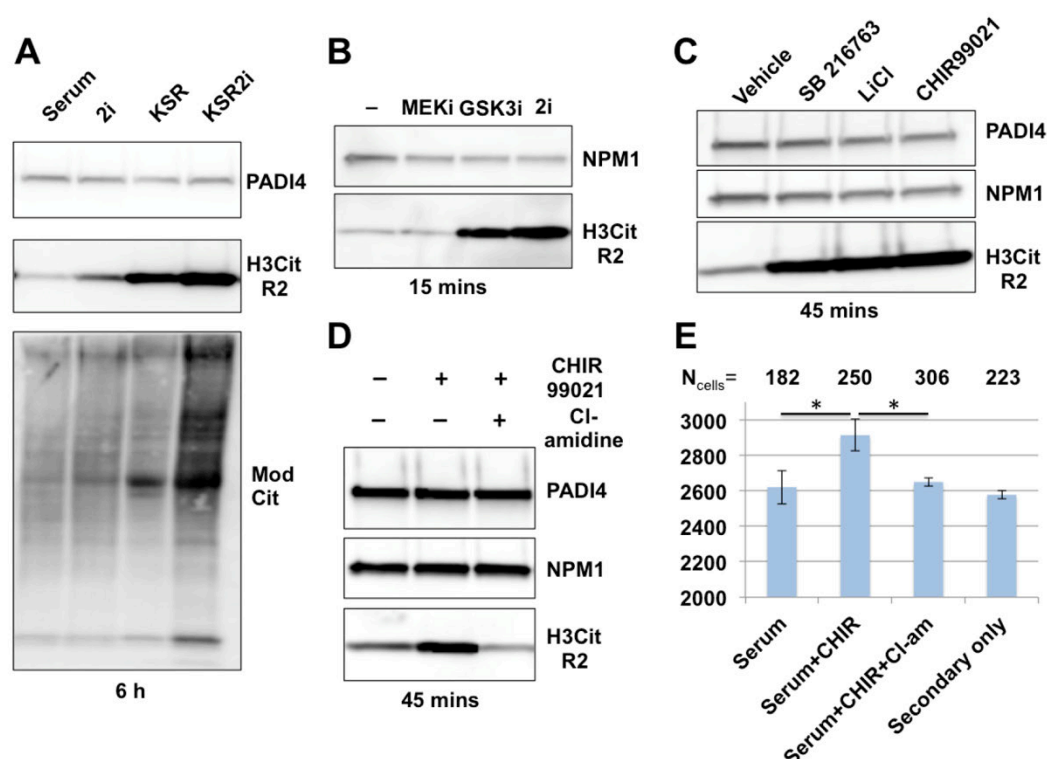 A
Serum
2i
KSR
KSR2i
PADI4
H3Cit
R2
Mod
Cit
6 h
B
– MEKi GSK3i 2i
NPM1
H3Cit
R2
15 mins
C
Vehicle
SB 216763
LiCl
CHIR99021
PADI4
NPM1
H3Cit
R2
45 mins
D
– + + CHIR
99021
– – + Cl-
amidine
PADI4
NPM1
H3Cit
R2
45 mins
E
Ncells= 182 250 306 223
* *
3000
2800
2600
2400
2200
2000
Serum
Serum+CHIR
Serum+CHIR+Cl-am
Secondary only